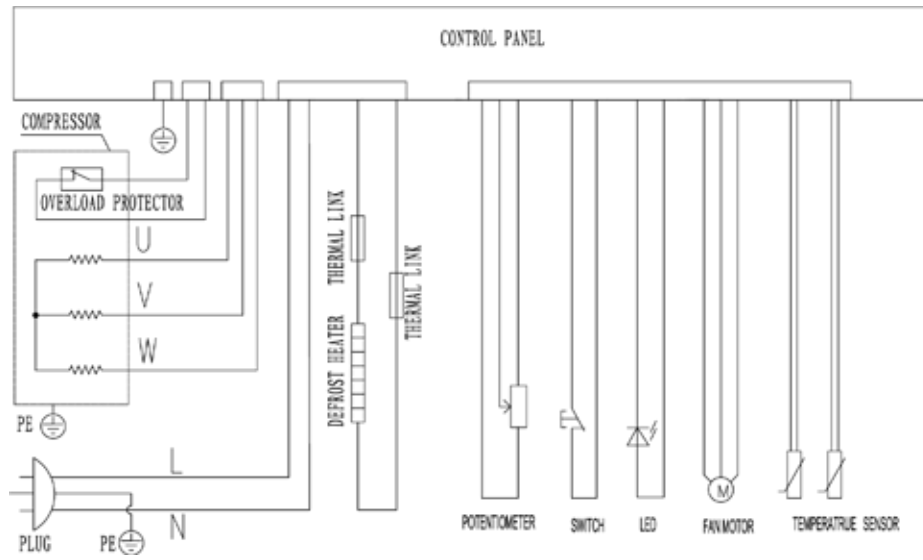 CONTROL PANEL
COMPRESSOR
OVERLOAD PROTECTOR
U
V
W
PE
L
N
PLUG
PE
THERMAL LINK
DEFROST HEATER
THERMAL LINK
POTENTIOMETER
SWITCH
LED
M
FAN MOTOR
TEMPERATRUE SENSOR